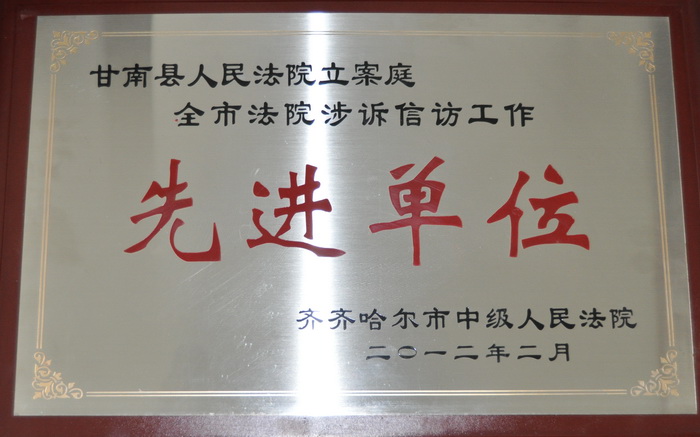 甘南县人民法院立案庭
全市法院涉诉信访工作
先进单位
齐齐哈尔市中级人民法院
二〇一二年二月